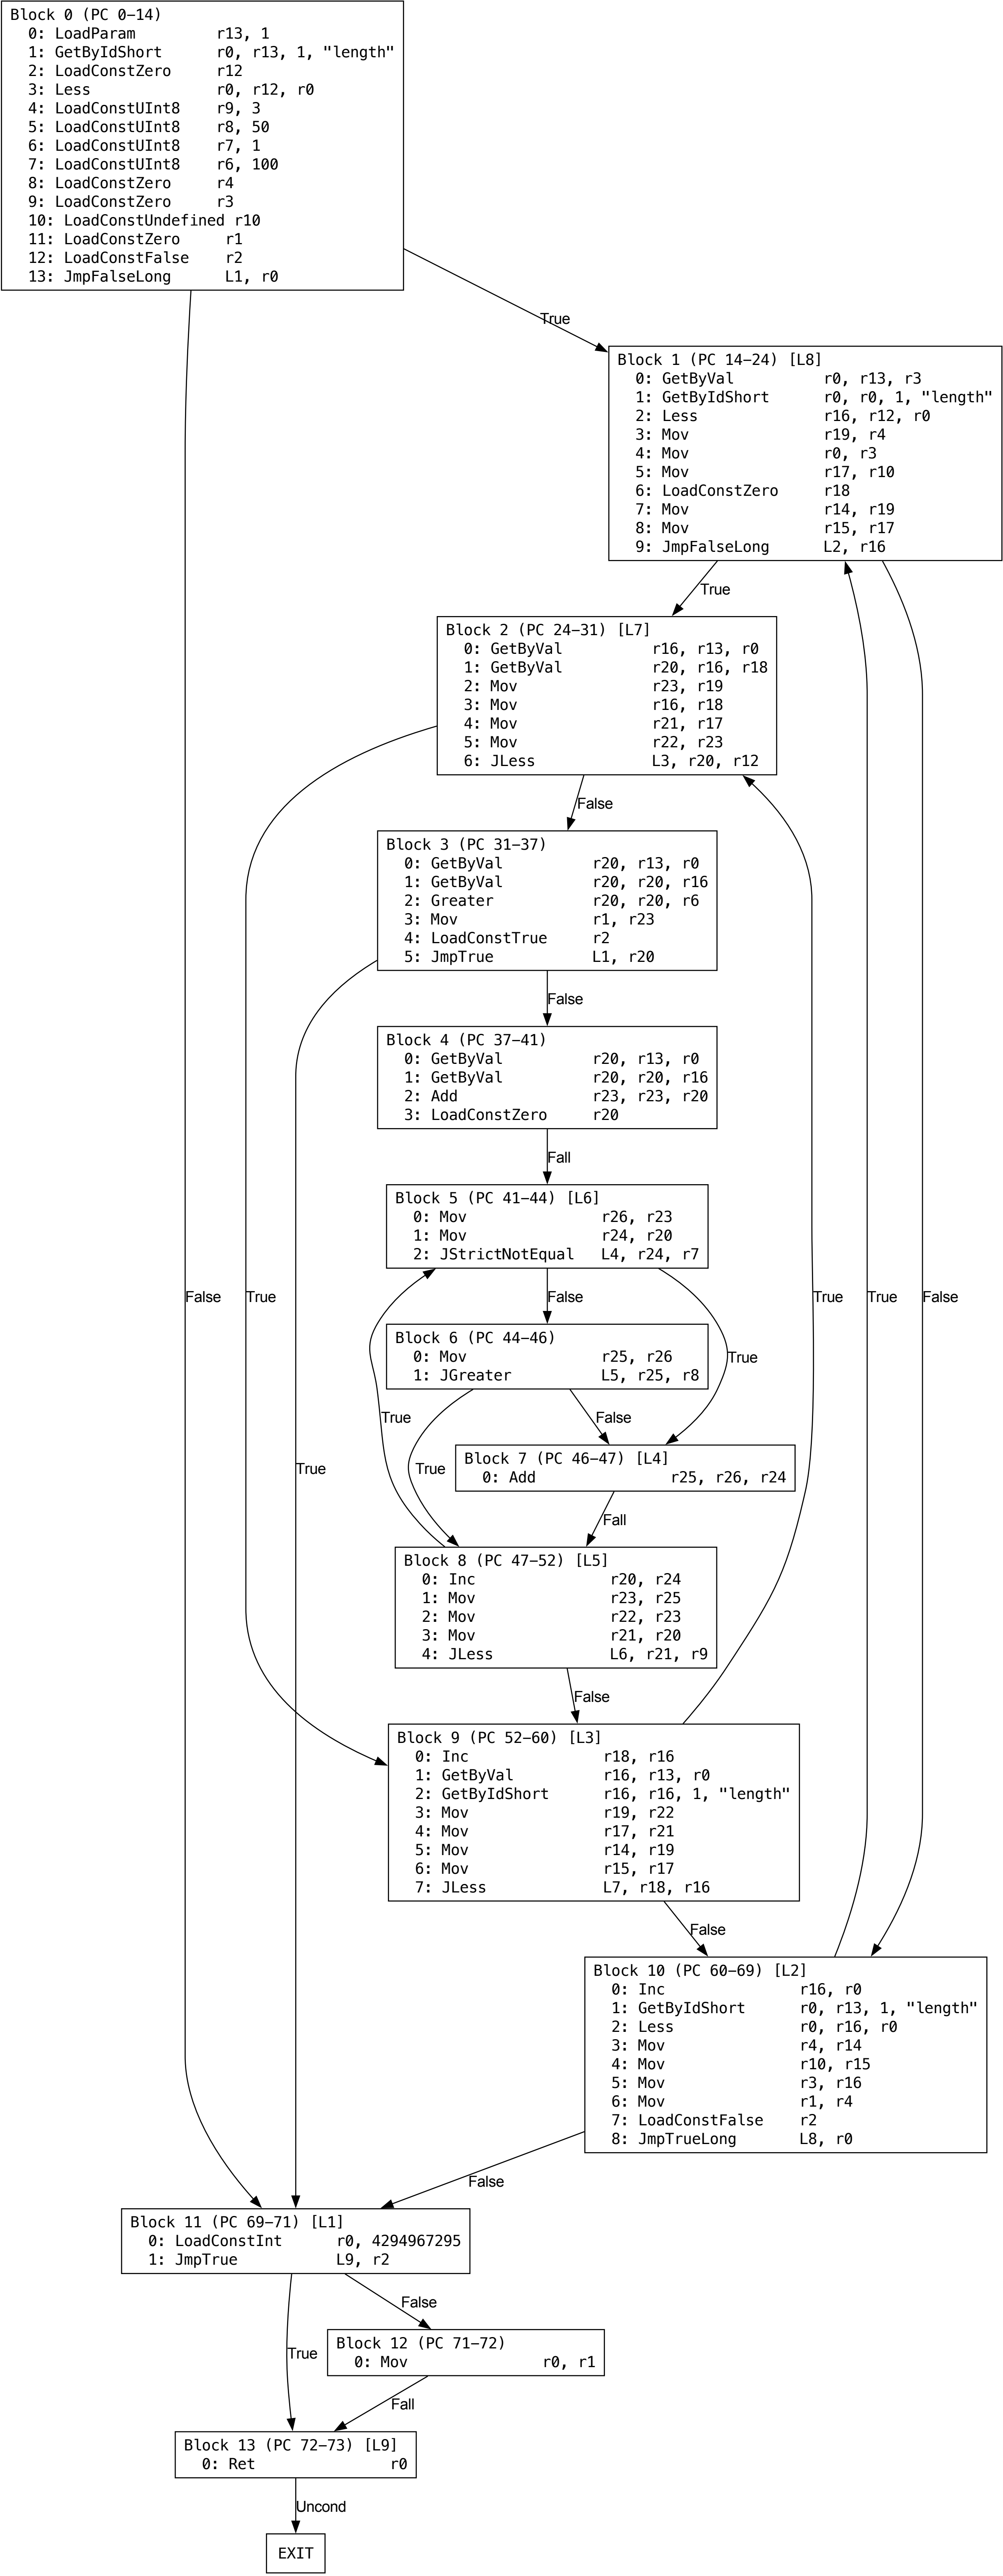 Block 0 (PC 0-14)
0: LoadParam r13, 1
1: GetByIdShort r0, r13, 1, "length"
2: LoadConstZero r12
3: Less r0, r12, r0
4: LoadConstUInt8 r9, 3
5: LoadConstUInt8 r8, 50
6: LoadConstUInt8 r7, 1
7: LoadConstUInt8 r6, 100
8: LoadConstZero r4
9: LoadConstZero r3
10: LoadConstUndefined r10
11: LoadConstZero r1
12: LoadConstFalse r2
13: JmpFalseLong L1, r0
True
Block 1 (PC 14-24) [L8]
0: GetByVal r0, r13, r3
1: GetByIdShort r0, r0, 1, "length"
2: Less r16, r12, r0
3: Mov r19, r4
4: Mov r0, r3
5: Mov r17, r10
6: LoadConstZero r18
7: Mov r14, r19
8: Mov r15, r17
9: JmpFalseLong L2, r16
True
Block 2 (PC 24-31) [L7]
0: GetByVal r16, r13, r0
1: GetByVal r20, r16, r18
2: Mov r23, r19
3: Mov r16, r18
4: Mov r21, r17
5: Mov r22, r23
6: JLess L3, r20, r12
False
Block 3 (PC 31-37)
0: GetByVal r20, r13, r0
1: GetByVal r20, r20, r16
2: Greater r20, r20, r6
3: Mov r1, r23
4: LoadConstTrue r2
5: JmpTrue L1, r20
False
Block 4 (PC 37-41)
0: GetByVal r20, r13, r0
1: GetByVal r20, r20, r16
2: Add r23, r23, r20
3: LoadConstZero r20
Fall
Block 5 (PC 41-44) [L6]
0: Mov r26, r23
1: Mov r24, r20
2: JStrictNotEqual L4, r24, r7
False True False True True False
Block 6 (PC 44-46)
0: Mov r25, r26
1: JGreater L5, r25, r8
True
True False
Block 7 (PC 46-47) [L4]
0: Add r25, r26, r24
True True
Fall
Block 8 (PC 47-52) [L5]
0: Inc r20, r24
1: Mov r23, r25
2: Mov r22, r23
3: Mov r21, r20
4: JLess L6, r21, r9
False
Block 9 (PC 52-60) [L3]
0: Inc r18, r16
1: GetByVal r16, r13, r0
2: GetByIdShort r16, r16, 1, "length"
3: Mov r19, r22
4: Mov r17, r21
5: Mov r14, r19
6: Mov r15, r17
7: JLess L7, r18, r16
False
Block 10 (PC 60-69) [L2]
0: Inc r16, r0
1: GetByIdShort r0, r13, 1, "length"
2: Less r0, r16, r0
3: Mov r4, r14
4: Mov r10, r15
5: Mov r3, r16
6: Mov r1, r4
7: LoadConstFalse r2
8: JmpTrueLong L8, r0
False
Block 11 (PC 69-71) [L1]
0: LoadConstInt r0, 4294967295
1: JmpTrue L9, r2
False
True
Block 12 (PC 71-72)
0: Mov r0, r1
Fall
Block 13 (PC 72-73) [L9]
0: Ret r0
Uncond
EXIT